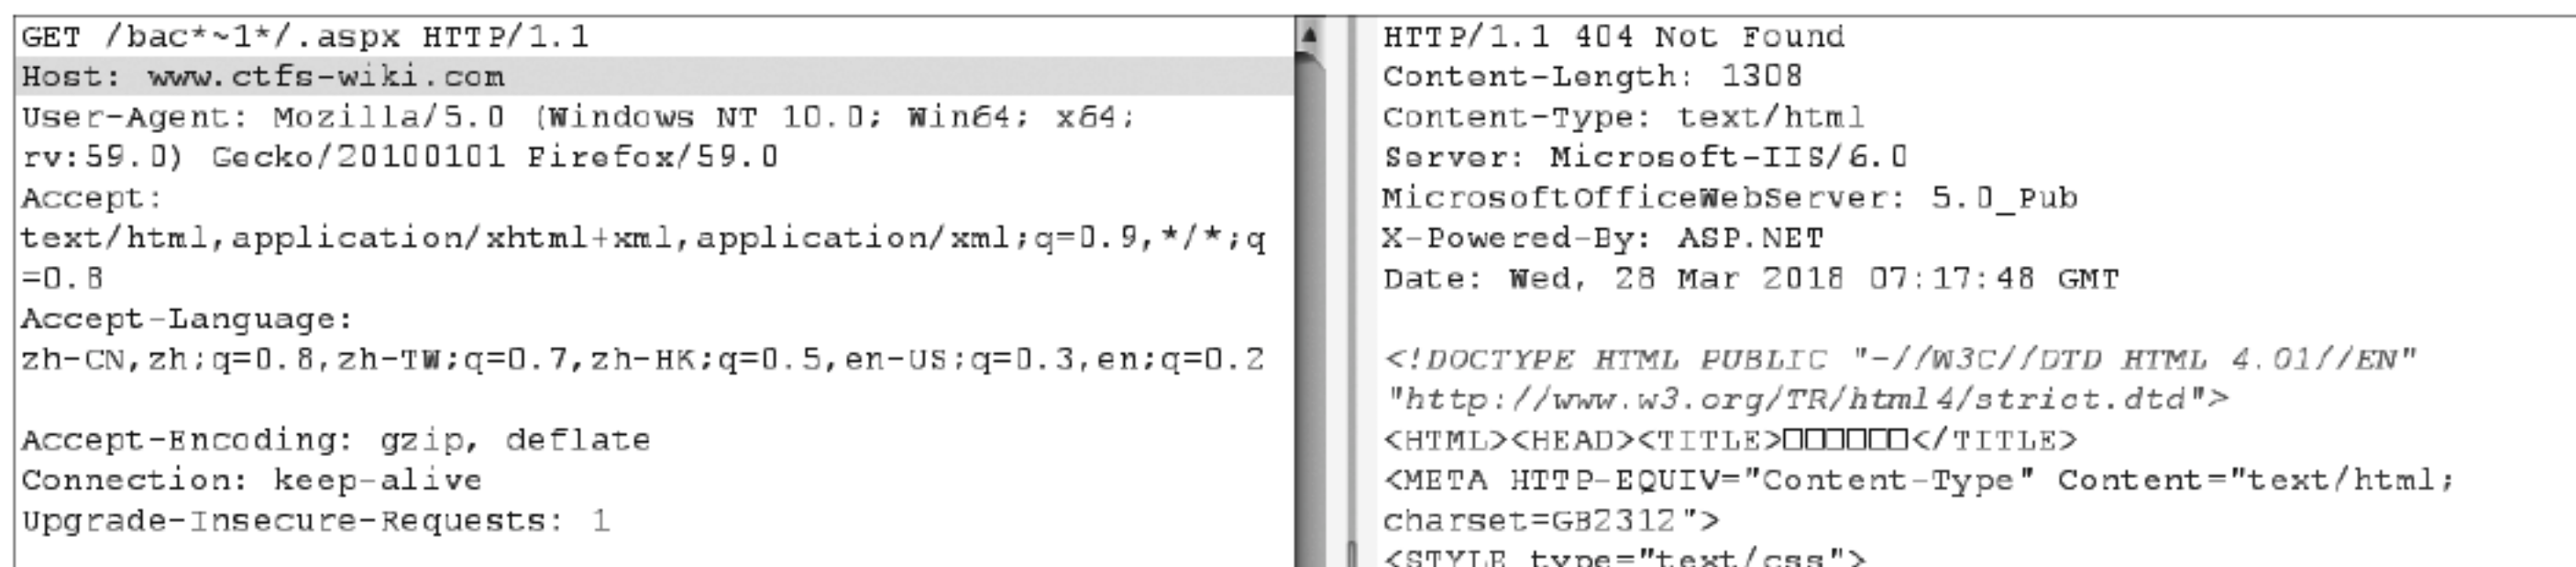 GET /bac*~1*/.aspx HTTP/1.1
Host: www.ctfs-wiki.com
User-Agent: Mozilla/5.0 (Windows NT 10.0; Win64; x64;
rv:59.0) Gecko/20100101 Firefox/59.0
Accept:
text/html,application/xhtml+xml,application/xml;q=0.9,*/*;q
=0.8
Accept-Language:
zh-CN,zh;q=0.8,zh-TW;q=0.7,zh-HK;q=0.5,en-US;q=0.3,en;q=0.2
Accept-Encoding: gzip, deflate
Connection: keep-alive
Upgrade-Insecure-Requests: 1
HTTP/1.1 404 Not Found
Content-Length: 1308
Content-Type: text/html
Server: Microsoft-IIS/6.0
MicrosoftOfficeWebServer: 5.0_Pub
X-Powered-By: ASP.NET
Date: Wed, 28 Mar 2018 07:17:48 GMT
<!DOCTYPE HTML PUBLIC "-//W3C//DTD HTML 4.01//EN"
"http://www.w3.org/TR/html4/strict.dtd">
<HTML><HEAD><TITLE>□□□□□□</TITLE>
<META HTTP-EQUIV="Content-Type" Content="text/html;
charset=GB2312">
<STYLE type="text/css">